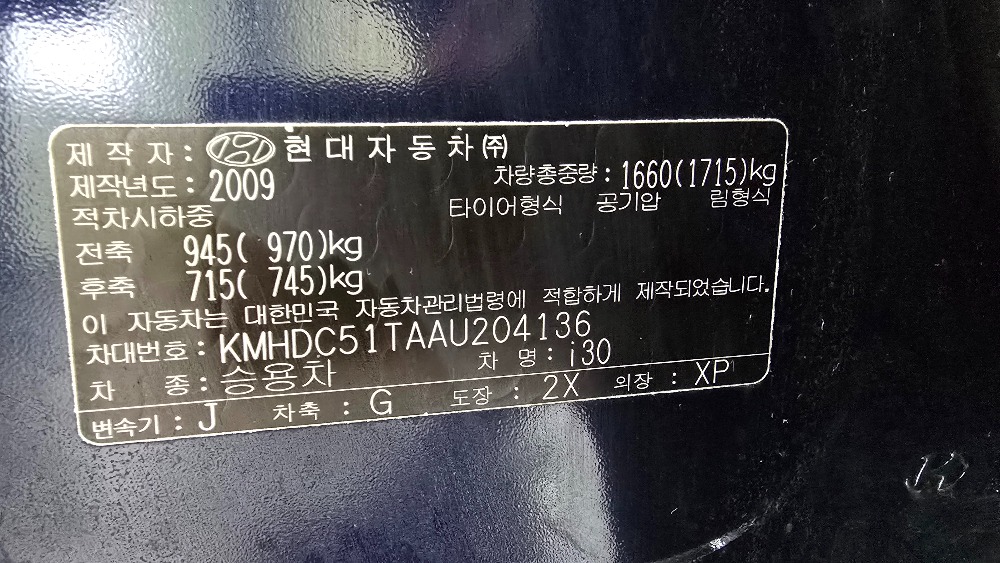 제 작 자 : 현 대 자 동 차 ㈜
제작년도 : 2009 차량총중량 : 1660(1715)kg
적차시하중 타이어형식 공기압 림형식
전축 945( 970)kg
후축 715( 745)kg
이 자동차는 대한민국 자동차관리법령에 적합하게 제작되었습니다.
차대번호 : KMHDC51TAAU204136
차 종 : 승용차 차 명 : i30
변속기 : J 차축 : G 도장 : 2X 의장 : XP